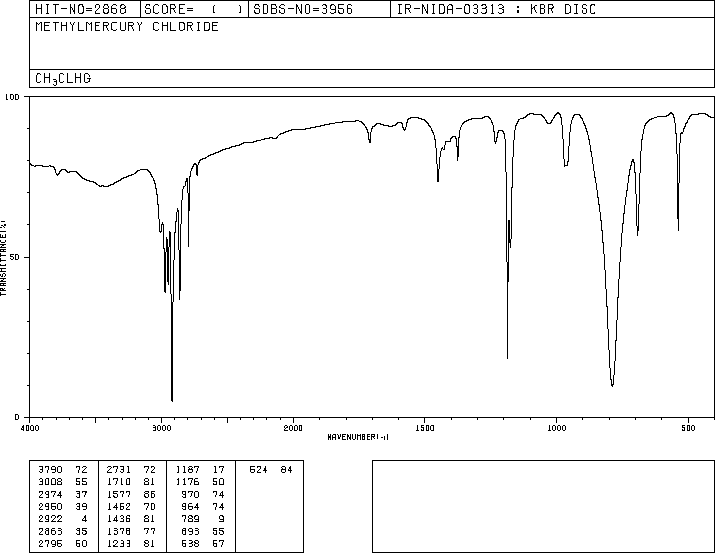 HIT-NO=2868 SCORE= ( ) SDBS-NO=3956 IR-NIDA-03313 : KBR DISC
METHYLMERCURY CHLORIDE
CH3CLHG
100
50
0
TRANSMITTANCE(%)
4000 3000 2000 1500 1000 500
WAVENUMBER(-1)
3790 72 2731 72 1187 17 524 84
3008 55 1710 81 1176 50
2974 37 1577 86 970 74
2950 39 1452 70 964 74
2922 4 1436 81 789 9
2863 35 1378 77 693 55
2795 50 1233 81 538 57